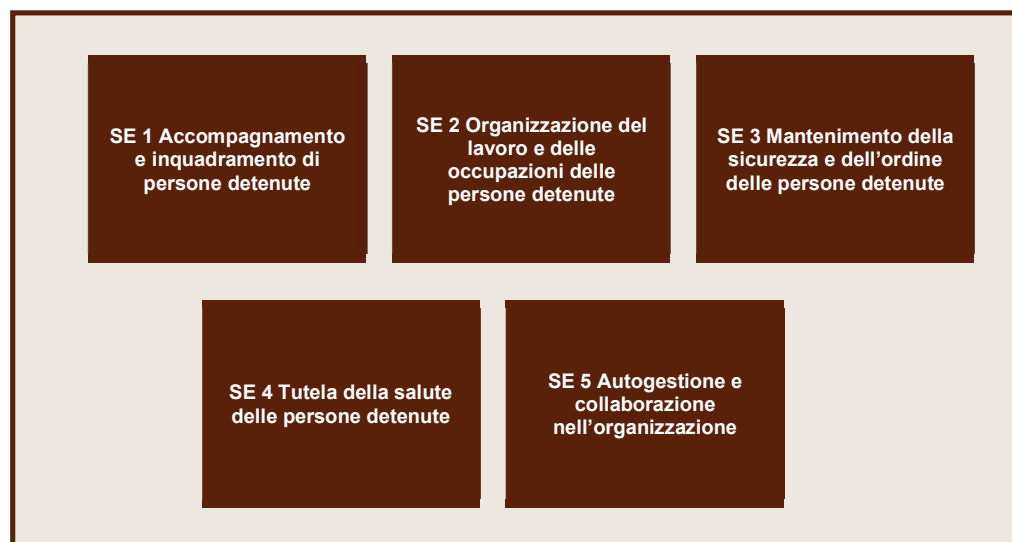 SE 1 Accompagnamento
e inquadramento di
persone detenute
SE 2 Organizzazione del
lavoro e delle
occupazioni delle
persone detenute
SE 3 Mantenimento della
sicurezza e dell’ordine
delle persone detenute
SE 4 Tutela della salute
delle persone detenute
SE 5 Autogestione e
collaborazione
nell’organizzazione